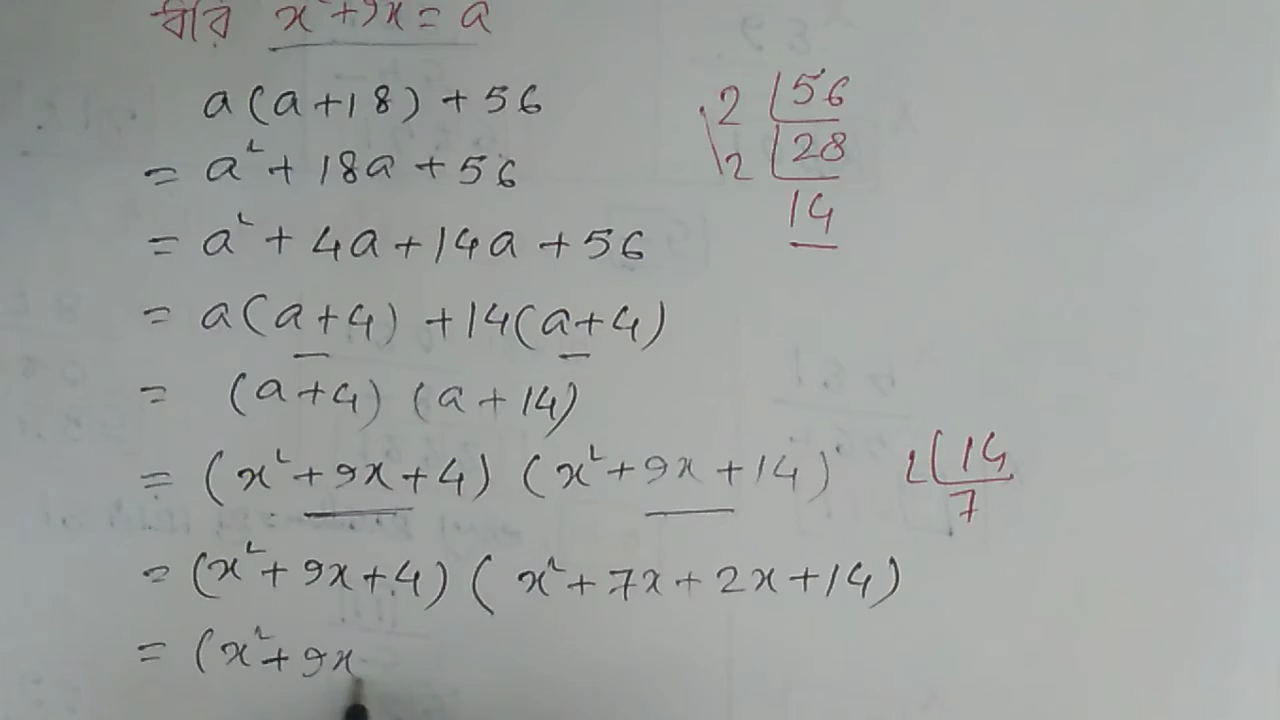 ধরি x²+9x=a
a(a+18)+56
= a²+18a+56
= a²+4a+14a+56
= a(a+4)+14(a+4)
= (a+4)(a+14)
= (x²+9x+4)(x²+9x+14)
= (x²+9x+4)(x²+7x+2x+14)
= (x²+9x
2 56
2 28
14
2 14
7